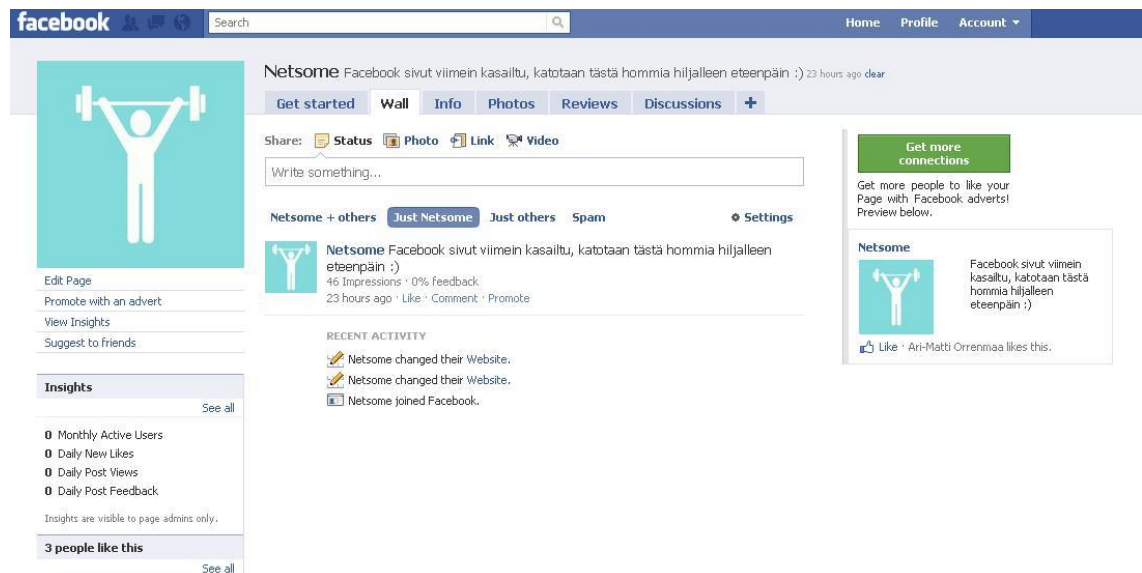 facebook
Search
Home Profile Account
Netsome Facebook sivut viimein kasailtu, katotaan tästä hommia hiljalleen eteenpäin :) 23 hours ago clear
Get started Wall Info Photos Reviews Discussions +
Share: Status Photo Link Video
Write something...
Netsome + others Just Netsome Just others Spam Settings
Netsome Facebook sivut viimein kasailtu, katotaan tästä hommia hiljalleen
eteenpäin :)
46 Impressions · 0% feedback
23 hours ago · Like · Comment · Promote
RECENT ACTIVITY
Netsome changed their Website.
Netsome changed their Website.
Netsome joined Facebook.
Edit Page
Promote with an advert
View Insights
Suggest to friends
Insights
See all
0 Monthly Active Users
0 Daily New Likes
0 Daily Post Views
0 Daily Post Feedback
Insights are visible to page admins only.
3 people like this
See all
Get more
connections
Get more people to like your
Page with Facebook adverts!
Preview below.
Netsome
Facebook sivut viimein
kasailtu, katotaan tästä
hommia hiljalleen
eteenpäin :)
Like · Ari-Matti Orrenmaa likes this.